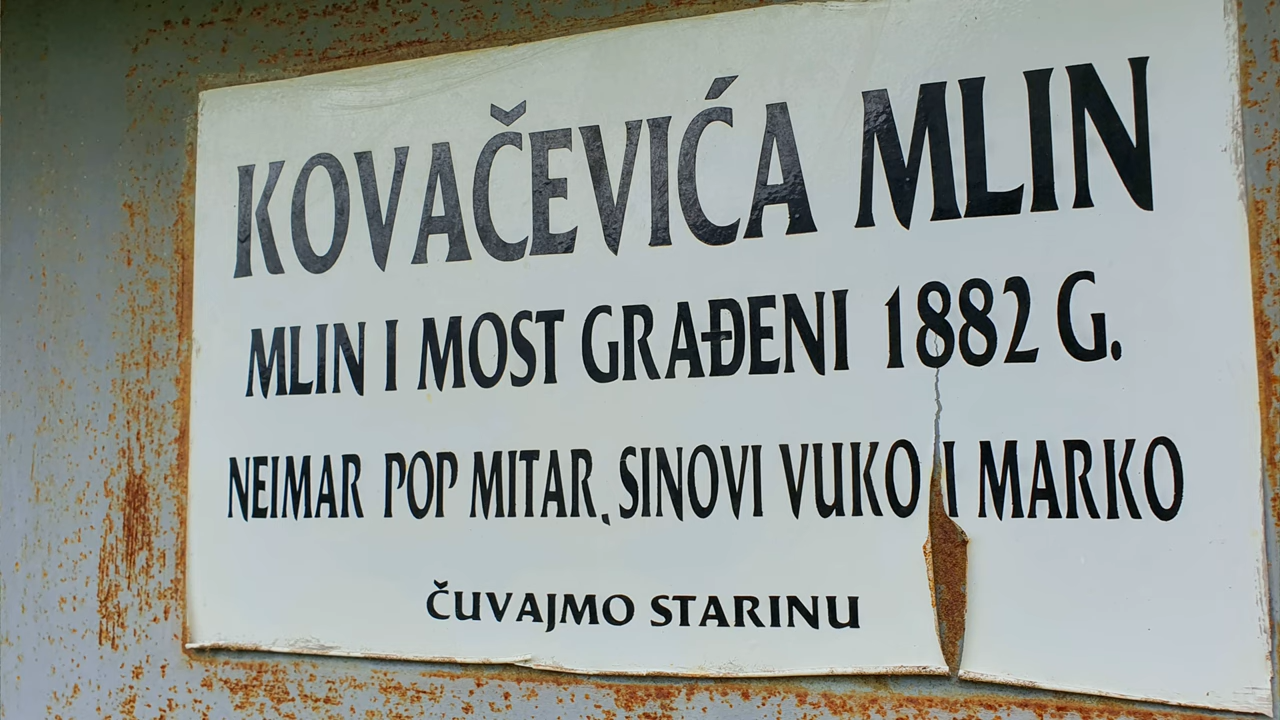 KOVAČEVIĆA MLIN
MLIN I MOST GRAĐENI 1882 G.
NEIMAR POP MITAR, SINOVI VUKO I MARKO
ČUVAJMO STARINU